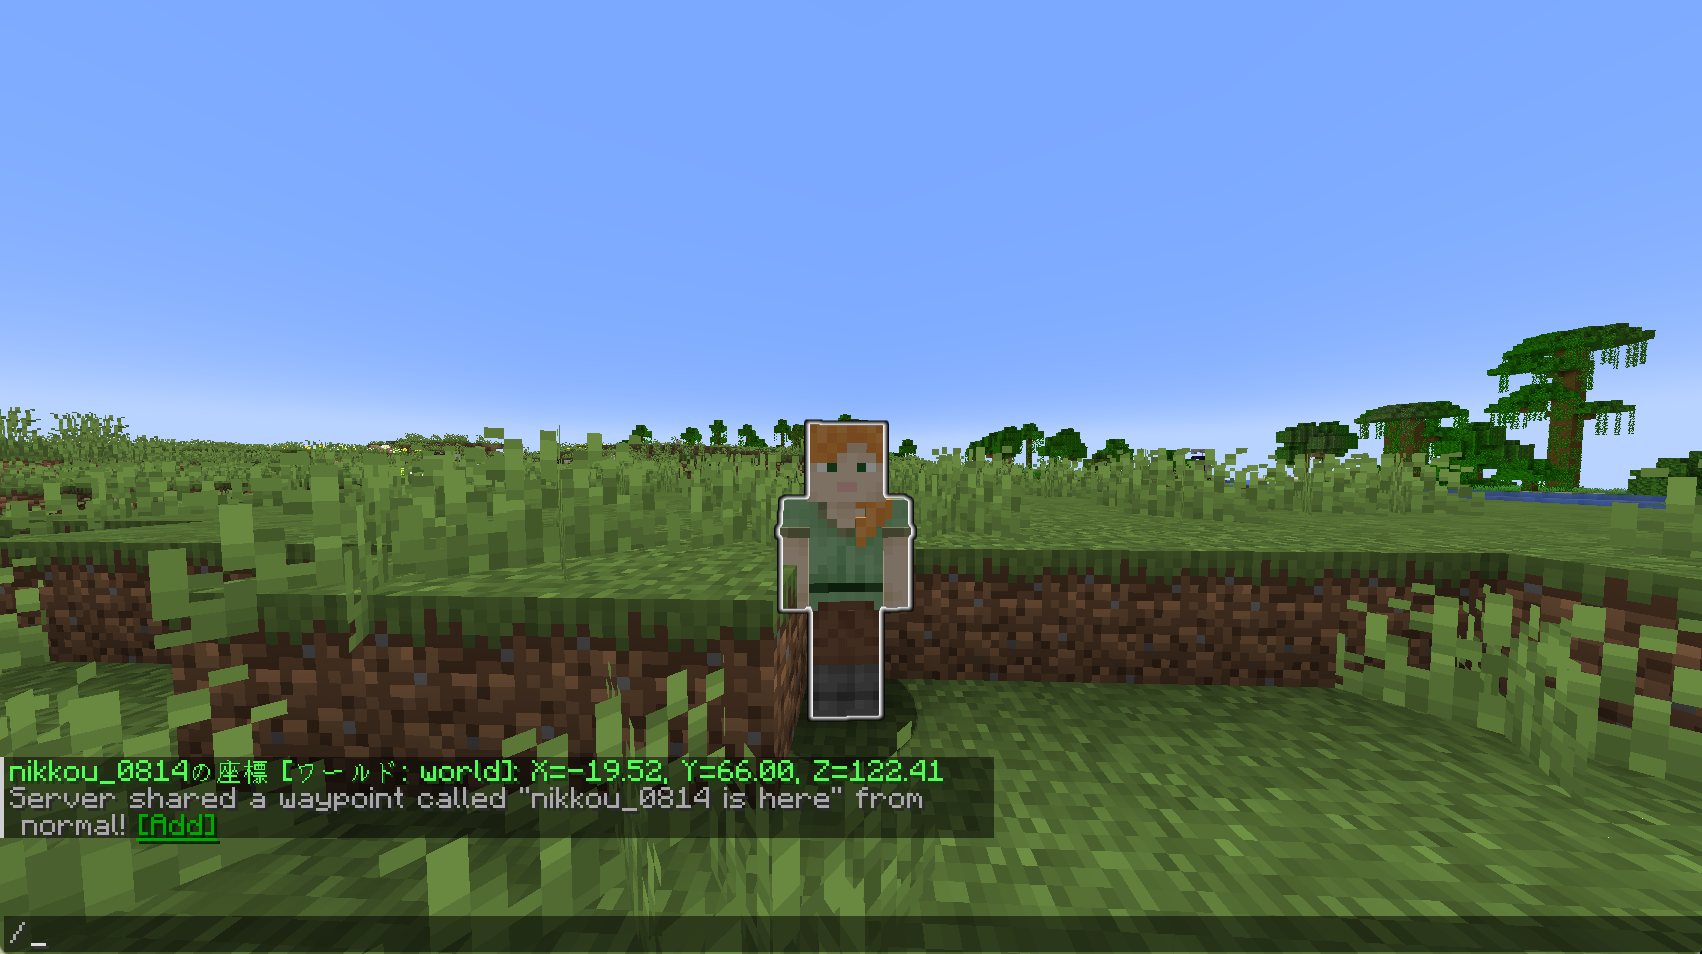 nikkou_0814の座標 [ワールド: world]: X=-19.52, Y=66.00, Z=122.41
Server shared a waypoint called "nikkou_0814 is here" from
normal! [Add]
/_